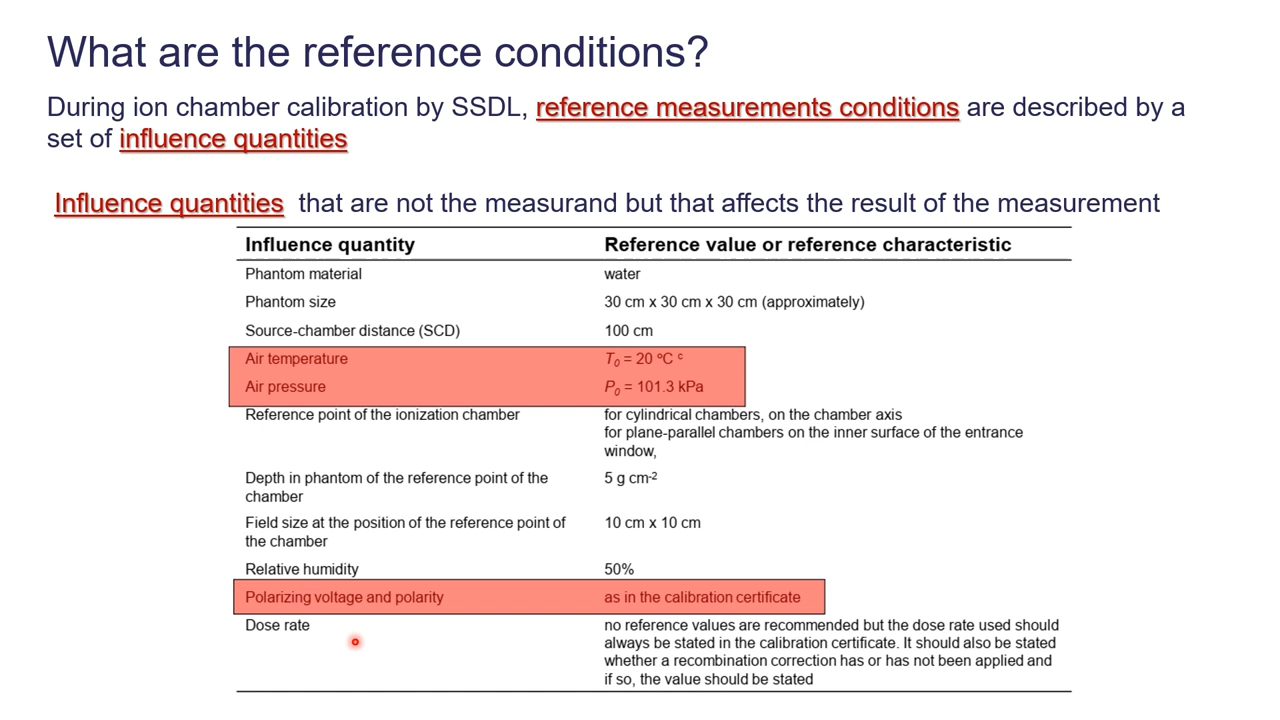 What are the reference conditions?
During ion chamber calibration by SSDL, reference measurements conditions are described by a
set of influence quantities
Influence quantities that are not the measurand but that affects the result of the measurement
Influence quantity Reference value or reference characteristic
Phantom material water
Phantom size 30 cm x 30 cm x 30 cm (approximately)
Source-chamber distance (SCD) 100 cm
Air temperature T0 = 20 ºC c
Air pressure P0 = 101.3 kPa
Reference point of the ionization chamber for cylindrical chambers, on the chamber axis
for plane-parallel chambers on the inner surface of the entrance
window,
Depth in phantom of the reference point of the 5 g cm-2
chamber
Field size at the position of the reference point of 10 cm x 10 cm
the chamber
Relative humidity 50%
Polarizing voltage and polarity as in the calibration certificate
Dose rate no reference values are recommended but the dose rate used should
always be stated in the calibration certificate. It should also be stated
whether a recombination correction has or has not been applied and
if so, the value should be stated